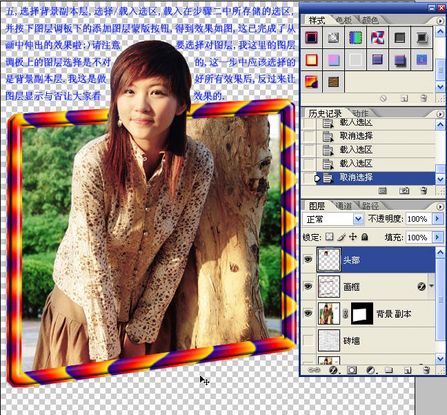 五、选择背景副本层，选择/载入选区，载入在步骤二中所存储的选区，
并按下图层调板下的添加图层蒙版按钮，得到效果如图，这已完成了从
画中伸出的效果啦；请注意 要选择对图层，我这里的图层
调板上的图层选择是不对 的，这一步中应该选择的
是背景副本层，我这是做 好所有效果后，反过来让
图层显示与否让大家看 效果的。
样式 色板 颜色
历史记录 动作
载入选区
取消选择
载入选区
取消选择
图层 通道 路径
正常 不透明度: 100%
锁定: 填充: 100%
头部
画框
背景 副本
砖墙